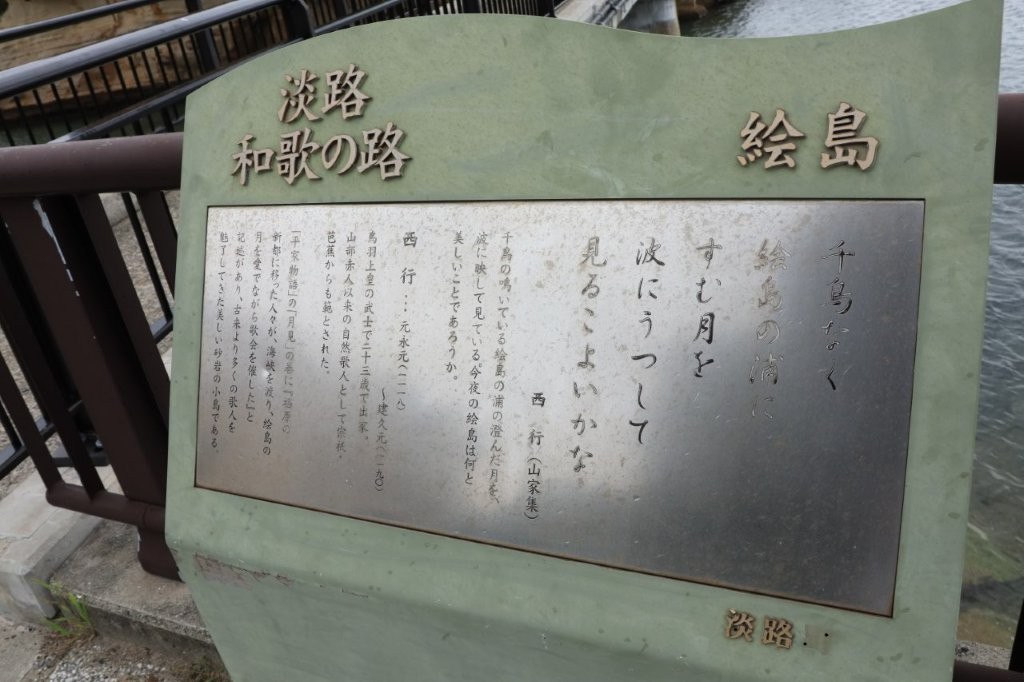 淡路
和歌の路
絵島
千鳥なく
絵島の浦に
すむ月を
波にうつして
見るこよいかな
西行(山家集)
千鳥の鳴いている絵島の浦の澄んだ月を、
波に映して見ている今夜の絵島は何と
美しいことであろうか。
西行…元永元(一一一八)
〜建久元(一一九〇)
鳥羽上皇の武士で二十三歳で出家。
山部赤人以来の自然歌人として宗祇・
芭蕉からも範とされた。
「平家物語」の「月見」の巻に『福原の
新都に移った人々が、海峡を渡り、絵島の
月を愛でながら歌会を催した』と
記述があり、古来より多くの歌人を
魅了してきた美しい砂岩の小島である。
淡路